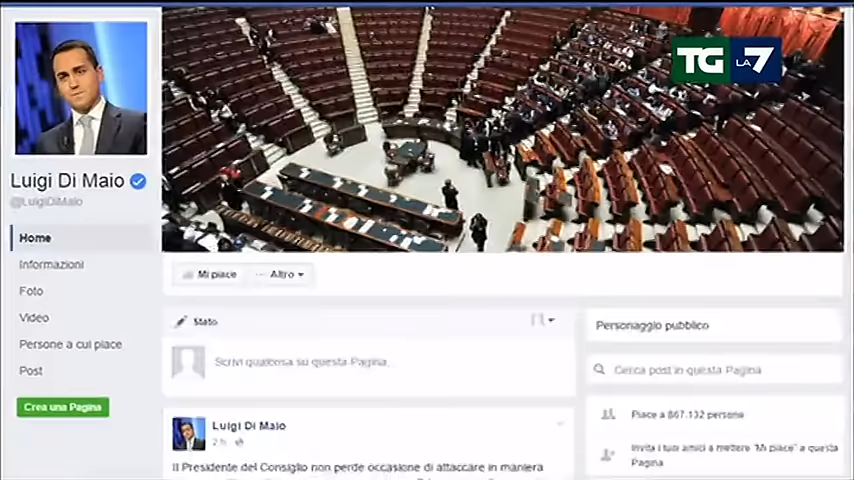 TG LA 7
Luigi Di Maio
@LuigiDiMaio
Home
Informazioni
Foto
Video
Persone a cui piace
Post
Crea una Pagina
Mi piace
Altro
Stato
Scrivi qualcosa su questa Pagina...
Luigi Di Maio
2 h
Il Presidente del Consiglio non perde occasione di attaccare in maniera
Personaggio pubblico
Cerca post in questa Pagina
Piace a 867.132 persone
Invita i tuoi amici a mettere "Mi piace" a questa
Pagina